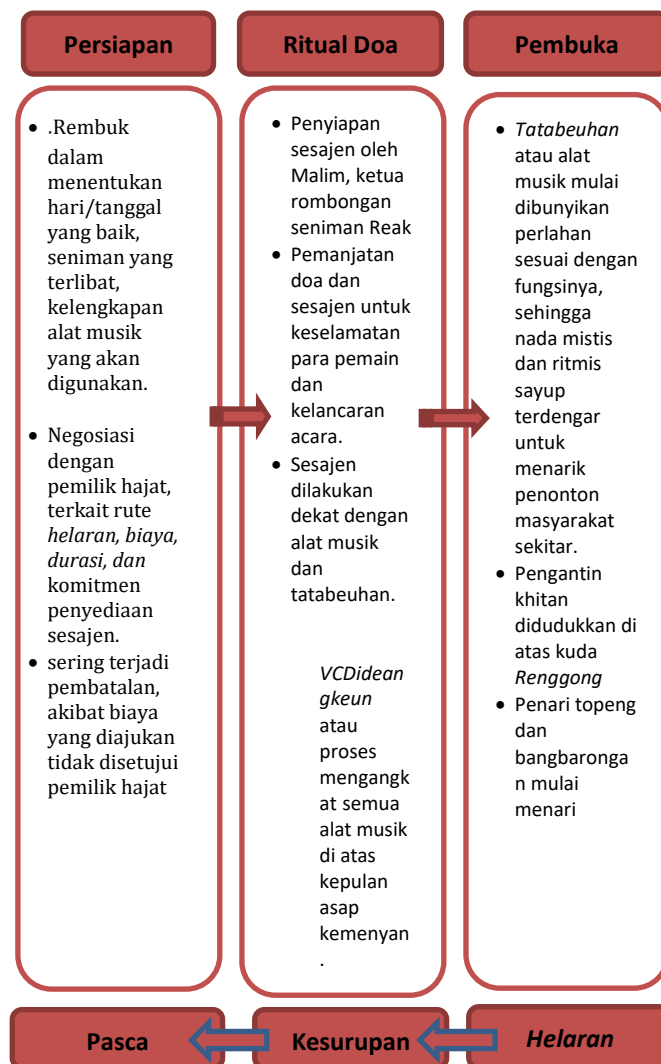 Persiapan
Ritual Doa
Pembuka
• .Rembuk
dalam
menentukan
hari/tanggal
yang baik,
seniman yang
terlibat,
kelengkapan
alat musik
yang akan
digunakan.
• Negosiasi
dengan
pemilik hajat,
terkait rute
helaran, biaya,
durasi, dan
komitmen
penyediaan
sesajen.
• sering terjadi
pembatalan,
akibat biaya
yang diajukan
tidak disetujui
pemilik hajat
• Penyiapan
sesajen oleh
Malim, ketua
rombongan
seniman Reak
• Pemanjatan
doa dan
sesajen untuk
keselamatan
para pemain
dan
kelancaran
acara.
• Sesajen
dilakukan
dekat dengan
alat musik
dan
tatabeuhan.
VCDidean
gkeun
atau
proses
mengangk
at semua
alat musik
di atas
kepulan
asap
kemenyan
.
• Tatabeuhan
atau alat
musik mulai
dibunyikan
perlahan
sesuai dengan
fungsinya,
sehingga
nada mistis
dan ritmis
sayup
terdengar
untuk
menarik
penonton
masyarakat
sekitar.
• Pengantin
khitan
didudukkan di
atas kuda
Renggong
• Penari topeng
dan
bangbaronga
n mulai
menari
Pasca
Kesurupan
Helaran